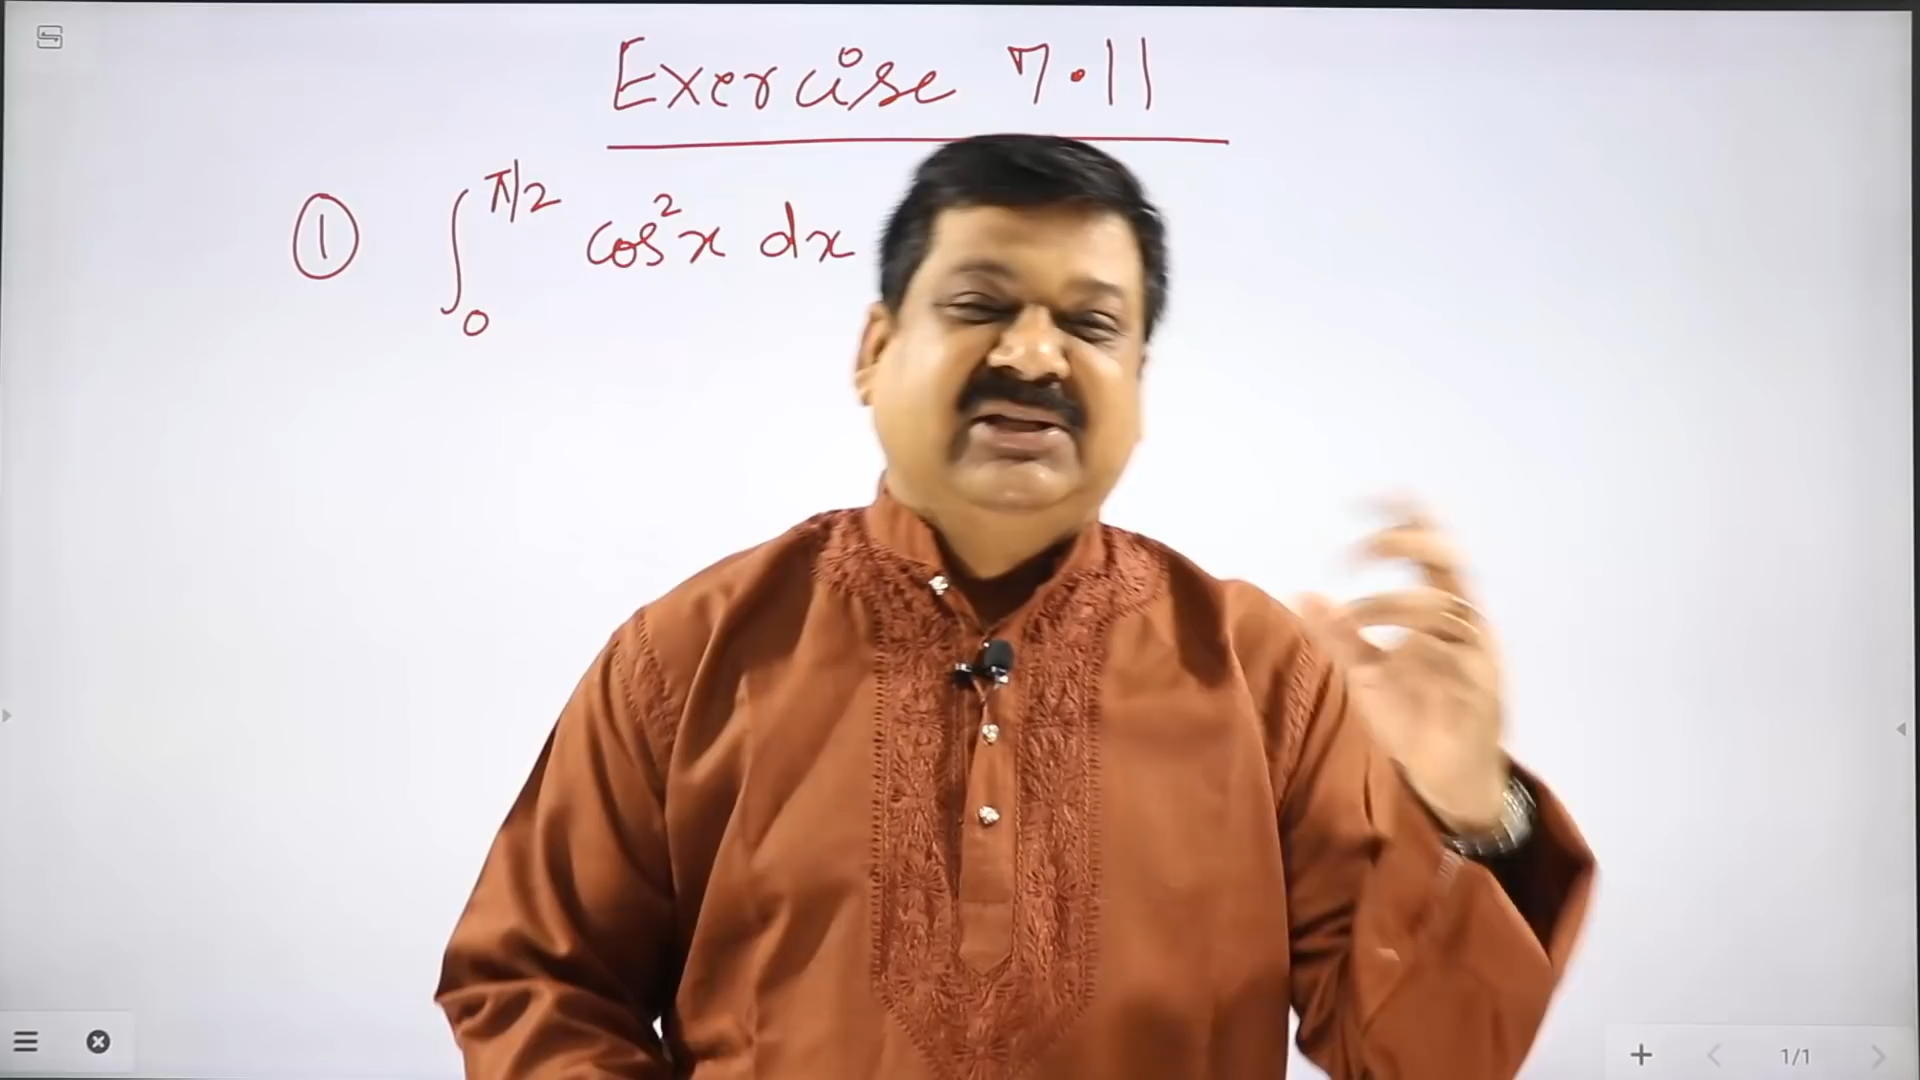 Exercise 7.11
① ∫₀^π/2 cos²x dx
1/1